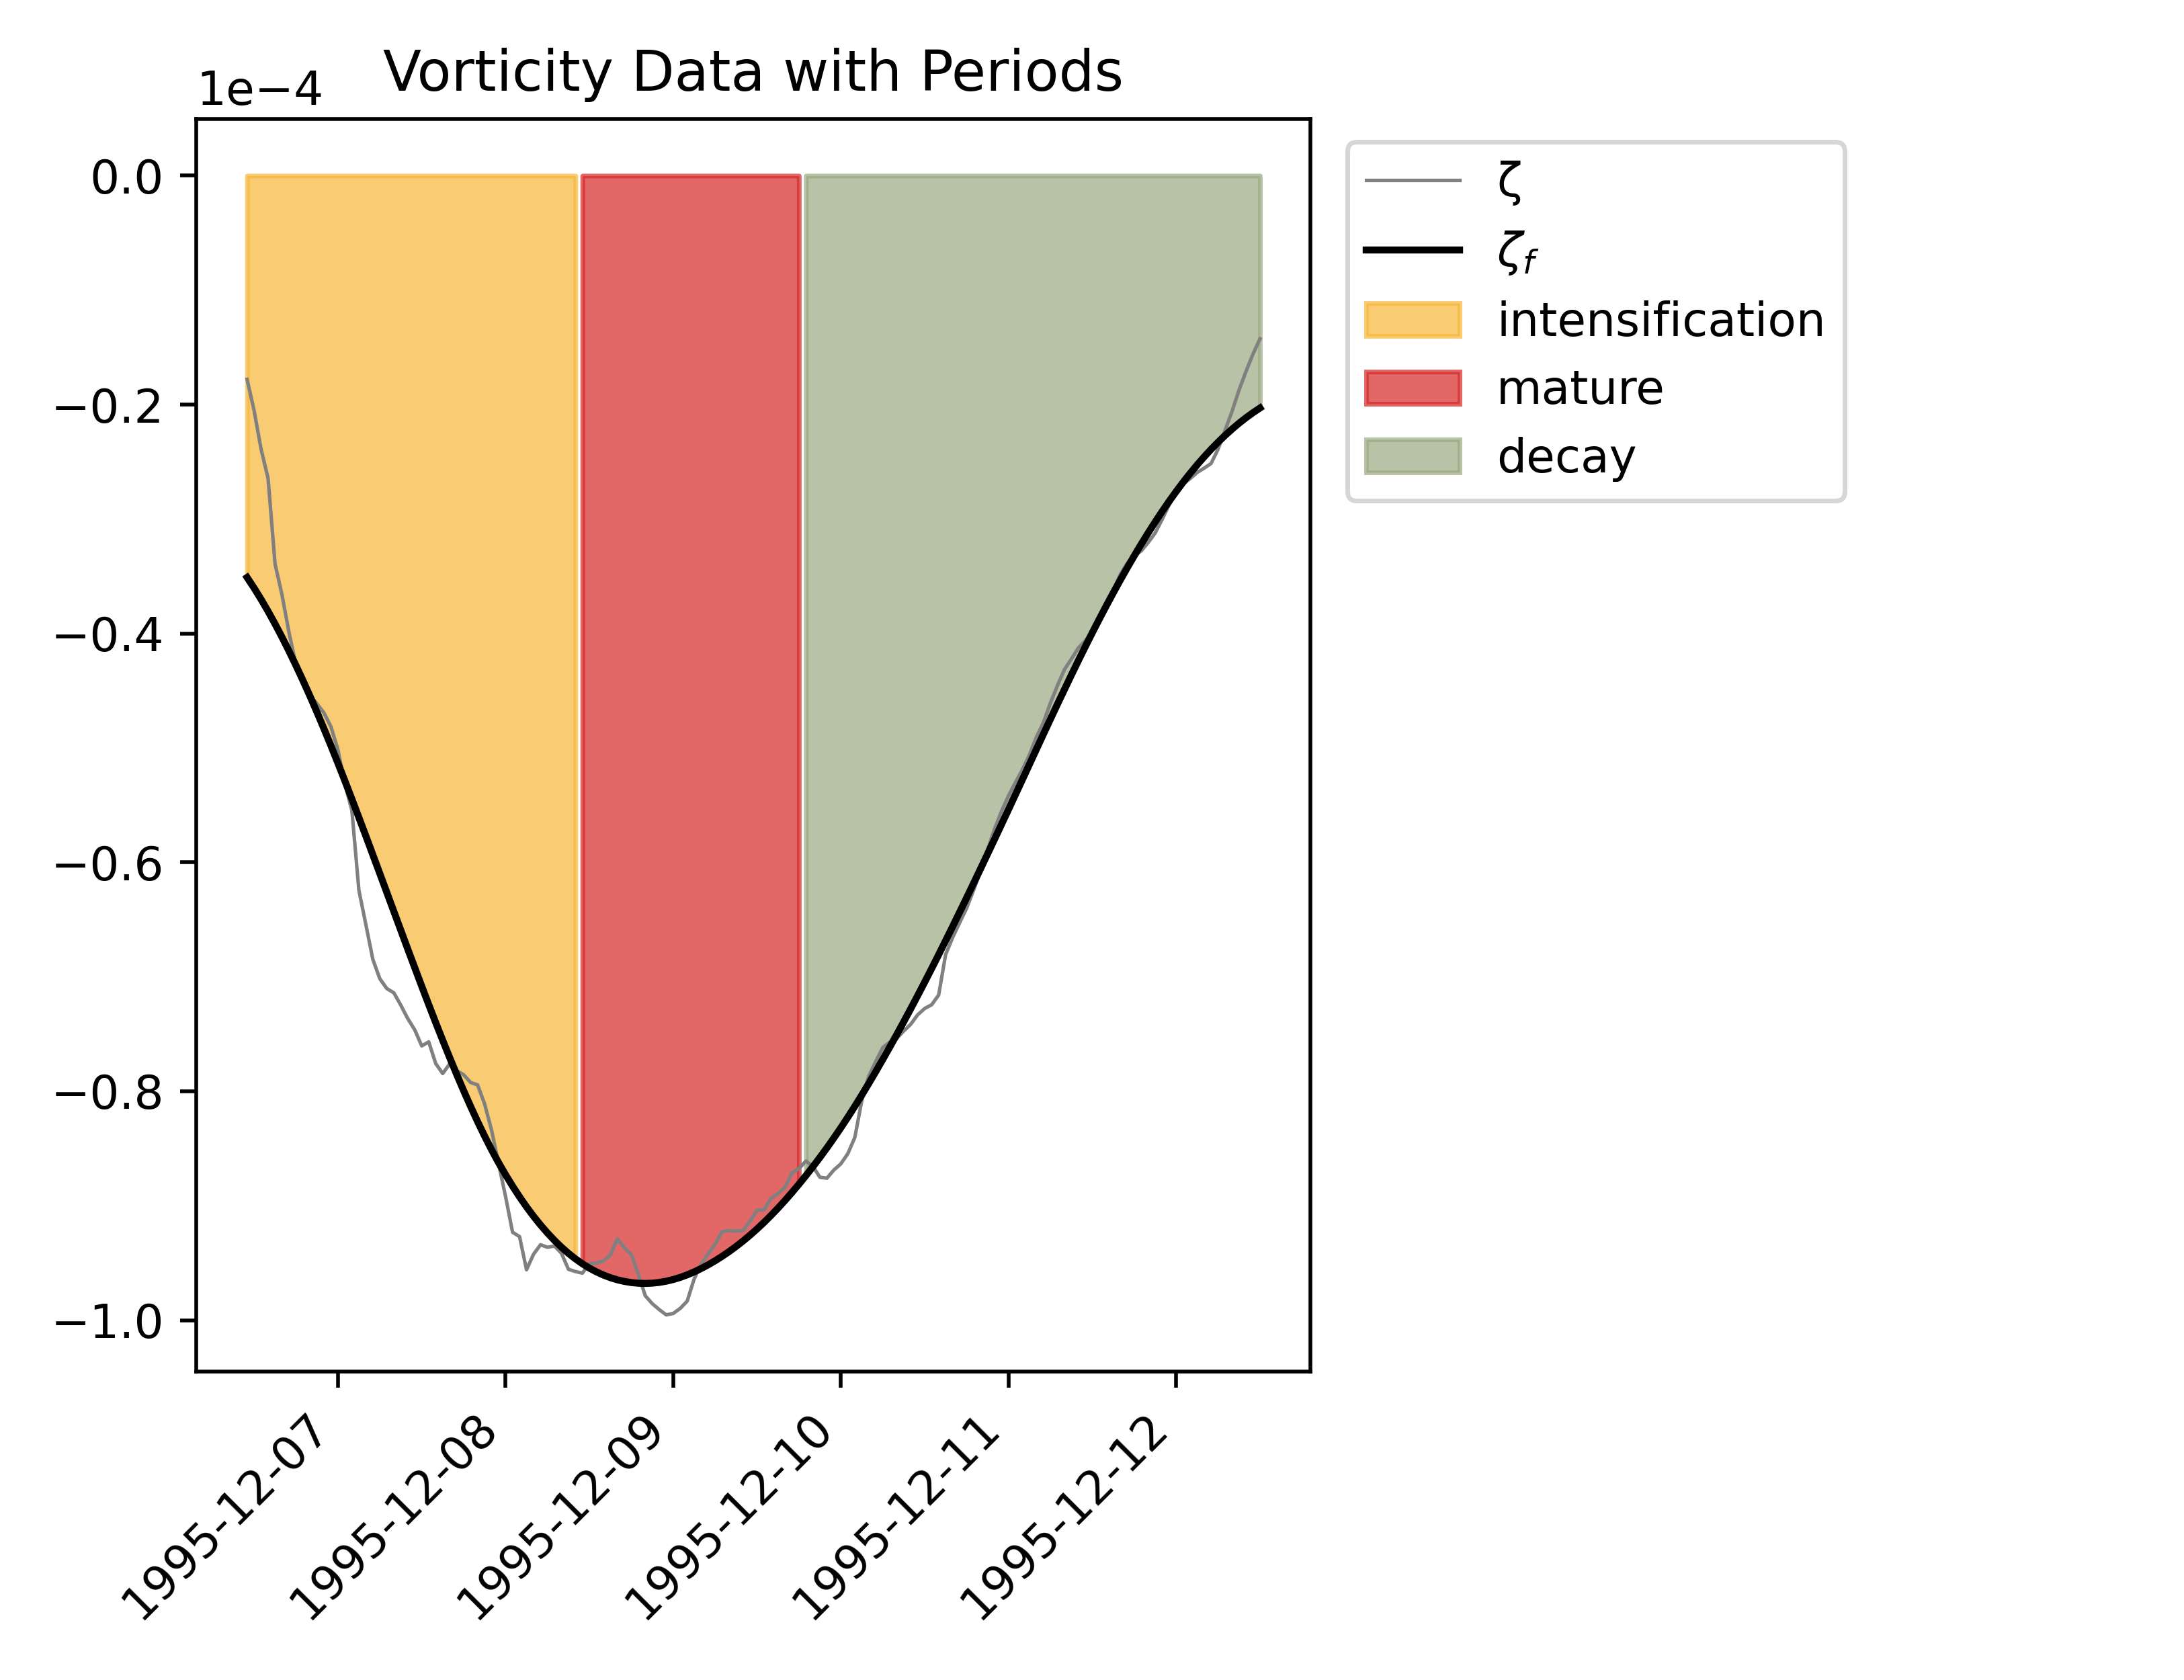 Vorticity Data with Periods
1e−4
0.0
−0.2
−0.4
−0.6
−0.8
−1.0
1995-12-07
1995-12-08
1995-12-09
1995-12-10
1995-12-11
1995-12-12
ζ
ζf
intensification
mature
decay